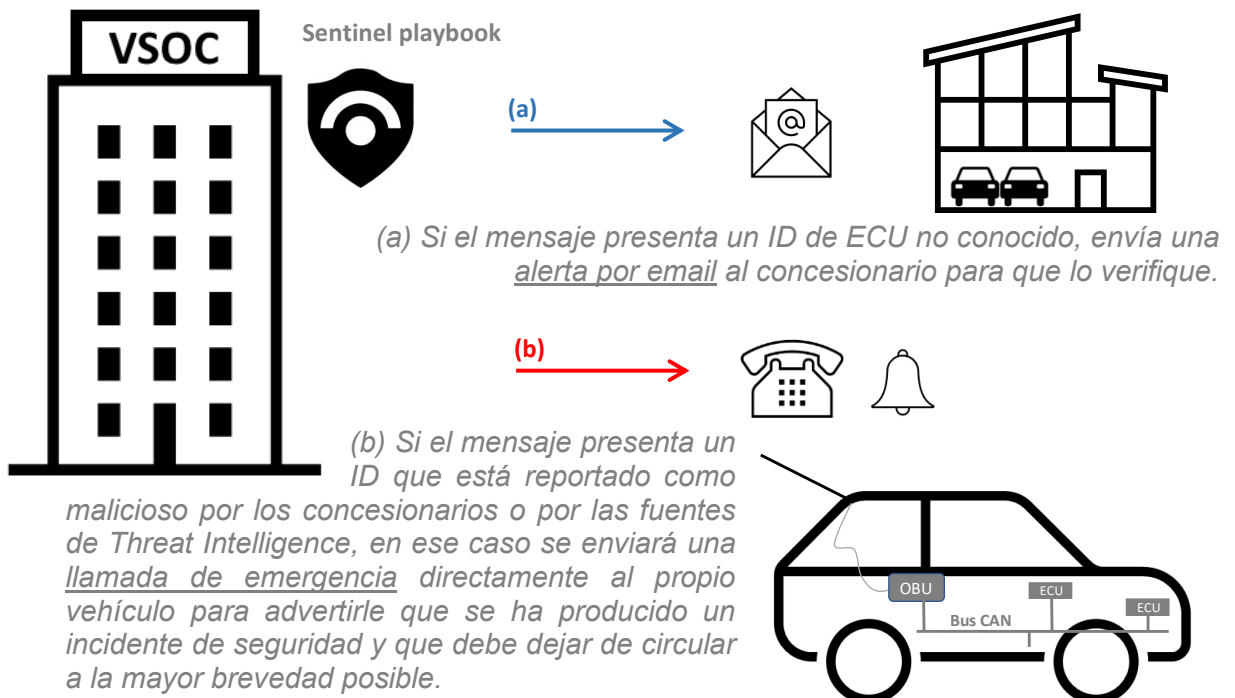 VSOC
Sentinel playbook
(a)
(a) Si el mensaje presenta un ID de ECU no conocido, envía una
alerta por email al concesionario para que lo verifique.
(b)
(b) Si el mensaje presenta un
ID que está reportado como
malicioso por los concesionarios o por las fuentes
de Threat Intelligence, en ese caso se enviará una
llamada de emergencia directamente al propio
vehículo para advertirle que se ha producido un
incidente de seguridad y que debe dejar de circular
a la mayor brevedad posible.
OBU
ECU
ECU
Bus CAN